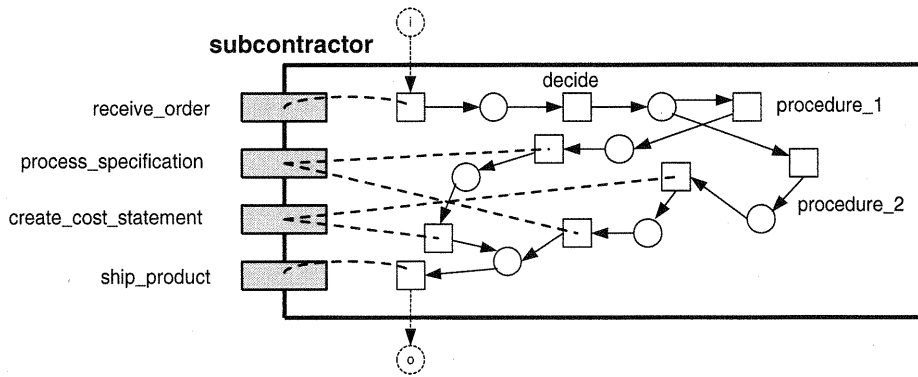 i
subcontractor
decide
receive_order
procedure_1
process_specification
procedure_2
create_cost_statement
ship_product
o